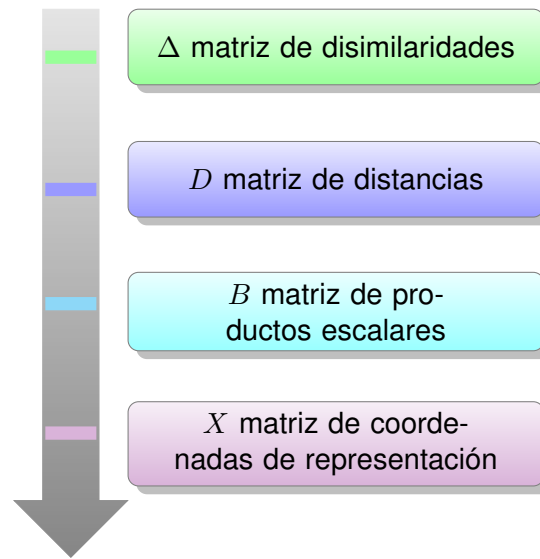 Δ matriz de disimilaridades
D matriz de distancias
B matriz de pro-
ductos escalares
X matriz de coorde-
nadas de representación